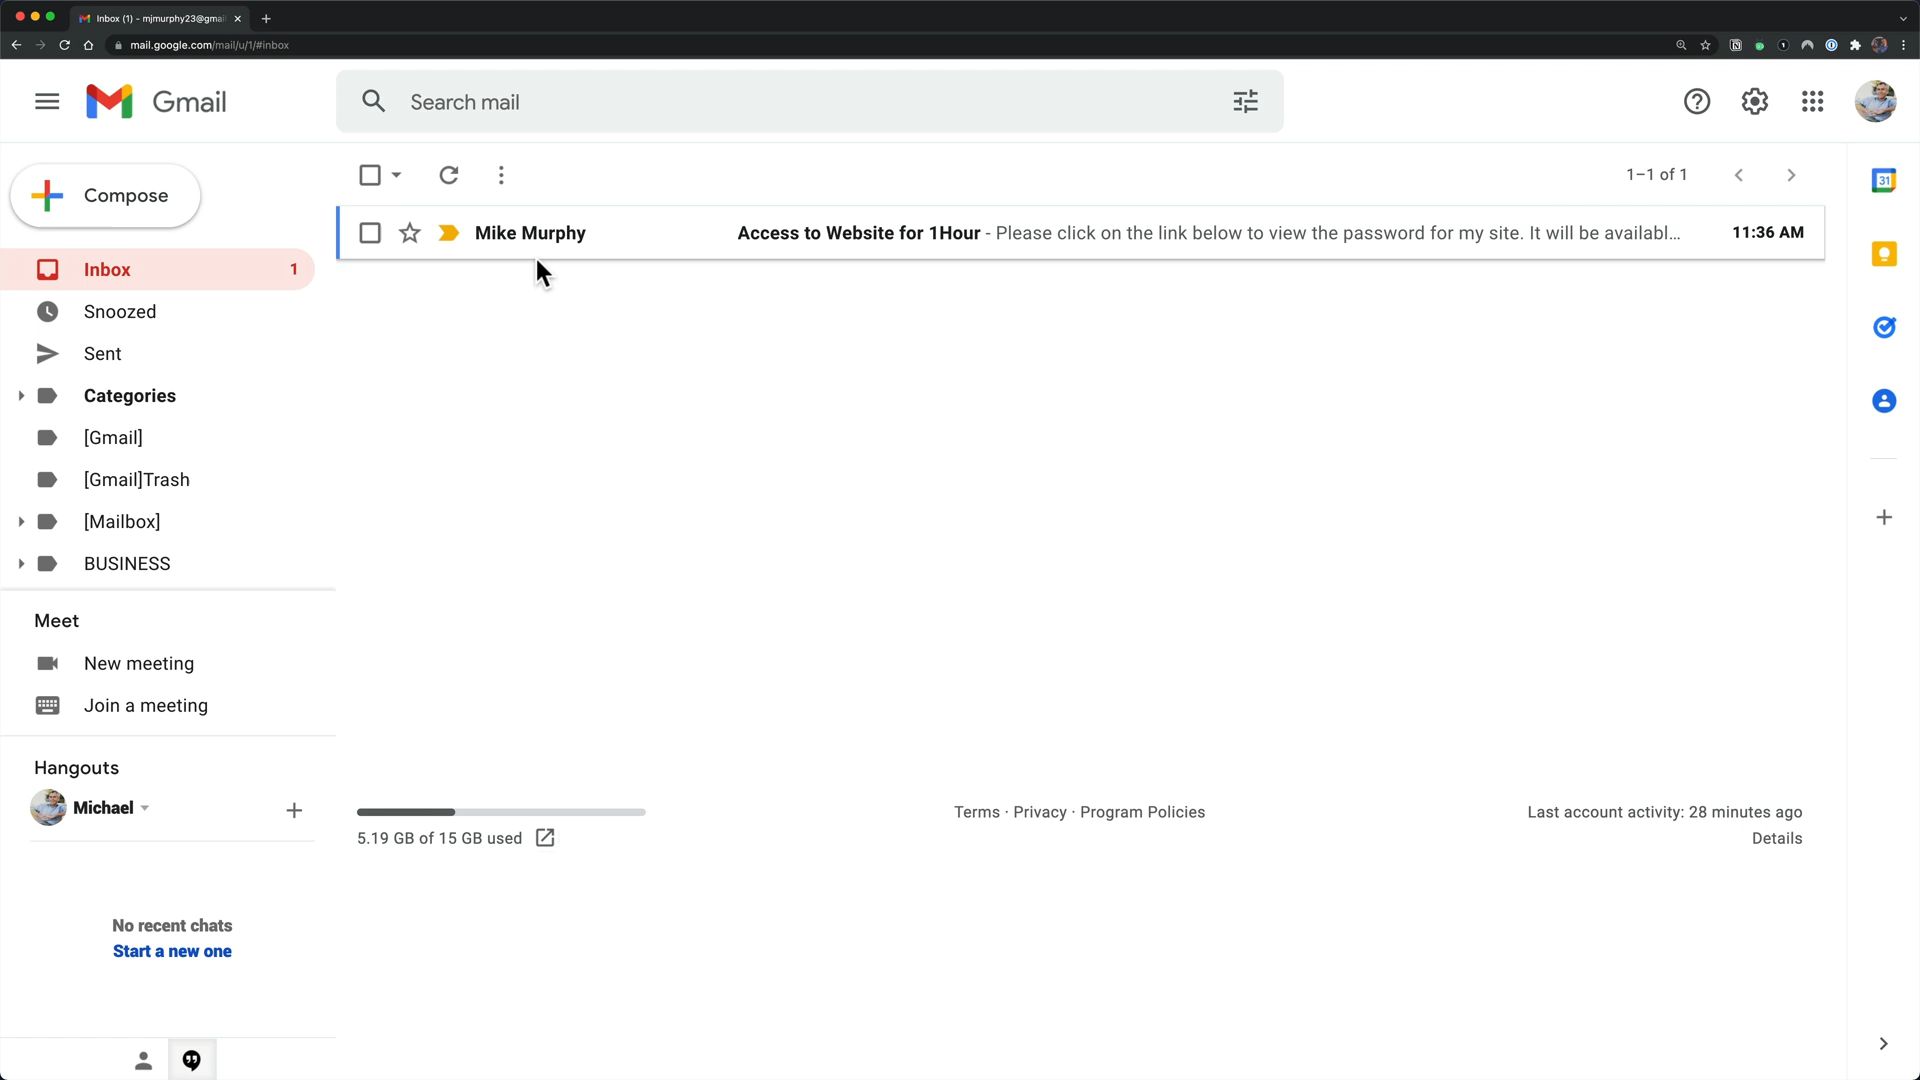 Inbox (1) - mjmurphy23@gmai
mail.google.com/mail/u/1/#inbox
Gmail
Search mail
Compose
1–1 of 1
Mike Murphy Access to Website for 1Hour - Please click on the link below to view the password for my site. It will be availabl... 11:36 AM
Inbox 1
Snoozed
Sent
Categories
[Gmail]
[Gmail]Trash
[Mailbox]
BUSINESS
Meet
New meeting
Join a meeting
Hangouts
Michael
No recent chats
Start a new one
5.19 GB of 15 GB used
Terms · Privacy · Program Policies
Last account activity: 28 minutes ago
Details
31